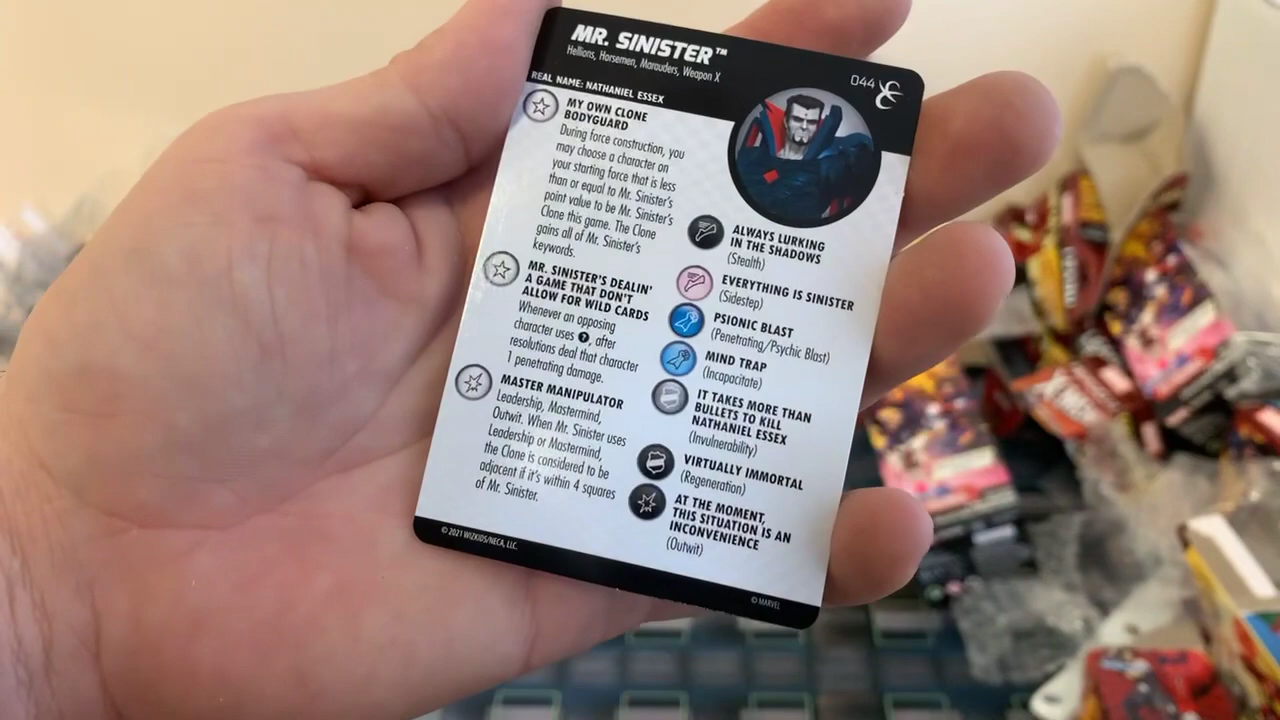 MR. SINISTER™
Hellions, Horsemen, Marauders, Weapon X
044
REAL NAME: NATHANIEL ESSEX
MY OWN CLONE
BODYGUARD
During force construction, you
may choose a character on
your starting force that is less
than or equal to Mr. Sinister's
point value to be Mr. Sinister's
Clone this game. The Clone
gains all of Mr. Sinister's
keywords.
MR. SINISTER'S DEALIN'
A GAME THAT DON'T
ALLOW FOR WILD CARDS
Whenever an opposing
character uses ?, after
resolutions deal that character
1 penetrating damage.
MASTER MANIPULATOR
Leadership, Mastermind,
Outwit. When Mr. Sinister uses
Leadership or Mastermind,
the Clone is considered to be
adjacent if it's within 4 squares
of Mr. Sinister.
ALWAYS LURKING
IN THE SHADOWS
(Stealth)
EVERYTHING IS SINISTER
(Sidestep)
PSIONIC BLAST
(Penetrating/Psychic Blast)
MIND TRAP
(Incapacitate)
IT TAKES MORE THAN
BULLETS TO KILL
NATHANIEL ESSEX
(Invulnerability)
VIRTUALLY IMMORTAL
(Regeneration)
AT THE MOMENT,
THIS SITUATION IS AN
INCONVENIENCE
(Outwit)
© 2021 WIZKIDS/NECA, LLC.
© MARVEL